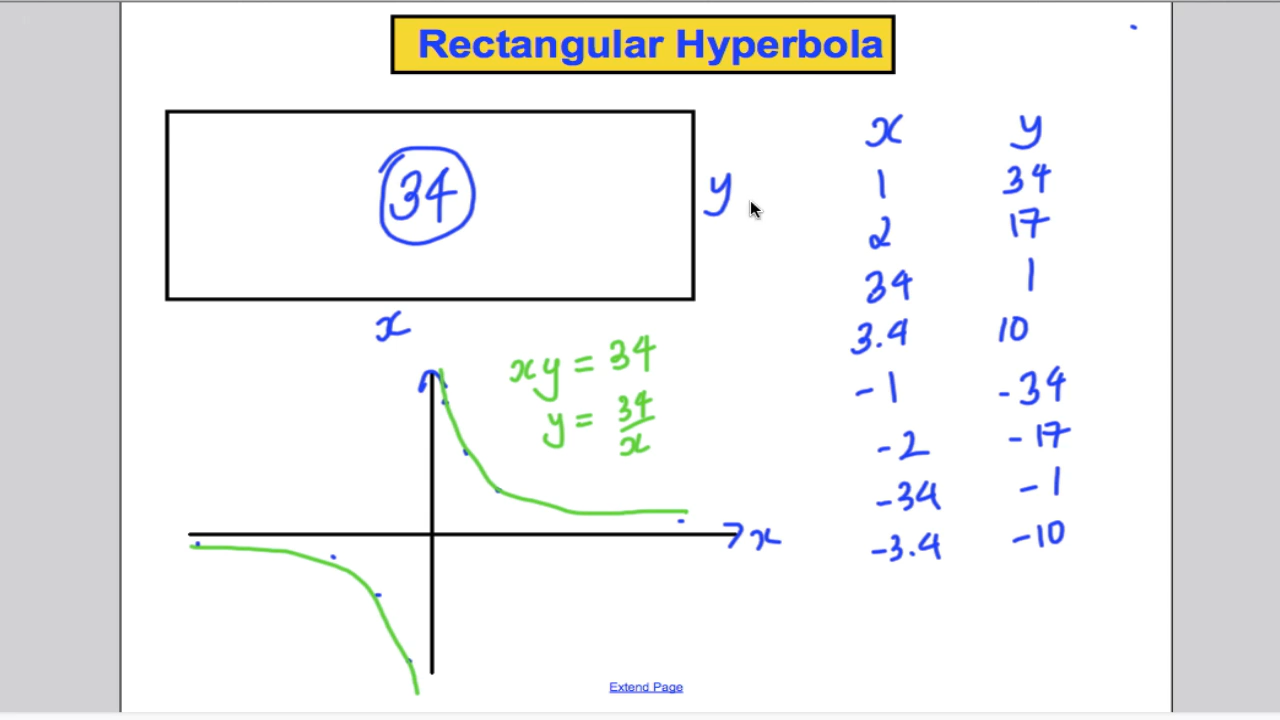 Rectangular Hyperbola
34
y
x
xy = 34
y = 34/x
x
x y
1 34
2 17
34 1
3.4 10
-1 -34
-2 -17
-34 -1
-3.4 -10
Extend Page